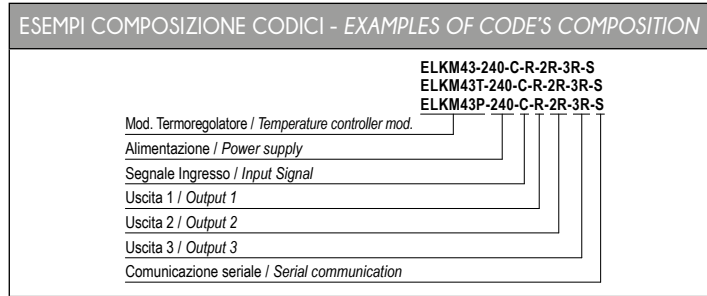 ESEMPI COMPOSIZIONE CODICI - EXAMPLES OF CODE'S COMPOSITION
ELKM43-240-C-R-2R-3R-S
ELKM43T-240-C-R-2R-3R-S
ELKM43P-240-C-R-2R-3R-S
Mod. Termoregolatore / Temperature controller mod.
Alimentazione / Power supply
Segnale Ingresso / Input Signal
Uscita 1 / Output 1
Uscita 2 / Output 2
Uscita 3 / Output 3
Comunicazione seriale / Serial communication